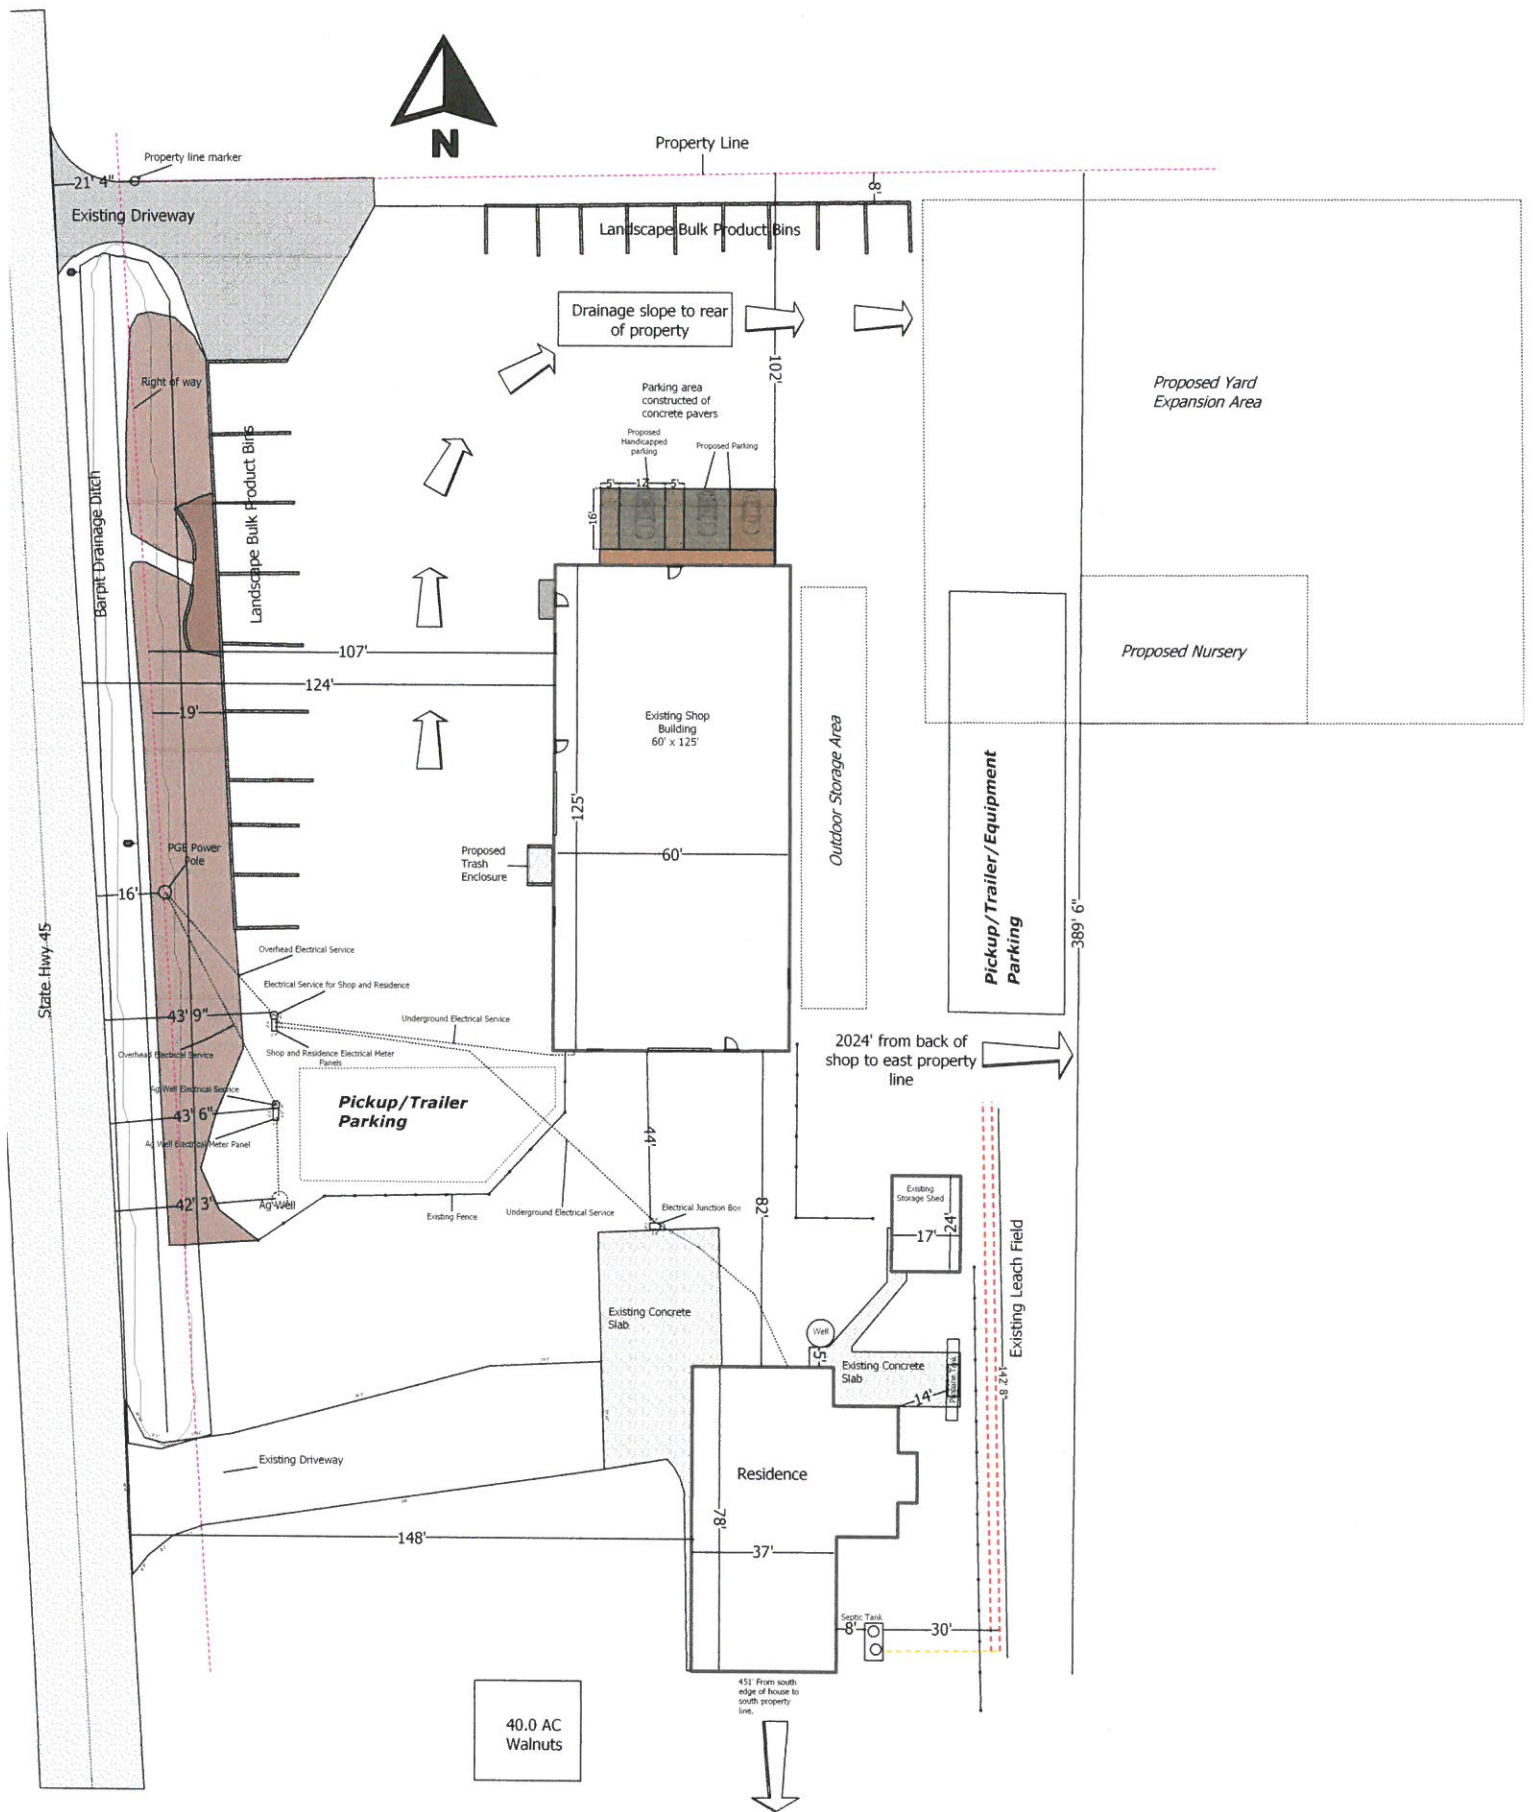 N
Property Line
Property line marker
21' 4"
8'
Existing Driveway
Landscape Bulk Product Bins
Drainage slope to rear
of property
102'
Right of way
Parking area
constructed of
concrete pavers
Proposed
Handicapped
parking
Proposed Parking
5'
12'
5'
16'
Proposed Yard
Expansion Area
Barpit Drainage Ditch
Landscape Bulk Product Bins
107'
124'
19'
Proposed Nursery
Existing Shop
Building
60' x 125'
125'
60'
Outdoor Storage Area
Pickup/Trailer/Equipment
Parking
389' 6"
PGE Power
Pole
16'
Proposed
Trash
Enclosure
State Hwy 45
Overhead Electrical Service
Electrical Service for Shop and Residence
43' 9"
Underground Electrical Service
Overhead Electrical Service
Shop and Residence Electrical Meter
Panels
2024' from back of
shop to east property
line
Ag Well Electrical Service
43' 6"
Ag Well Electrical Meter Panel
Pickup/Trailer
Parking
44'
82'
42' 3"
Ag Well
Existing Fence
Underground Electrical Service
Electrical Junction Box
Existing
Storage Shed
17'
24'
Existing Leach Field
142' 8"
Existing Concrete
Slab
Well
5'
Existing Concrete
Slab
14'
Propane Tank
Existing Driveway
Residence
148'
78'
37'
Septic Tank
8'
30'
451' From south
edge of house to
south property
line.
40.0 AC
Walnuts